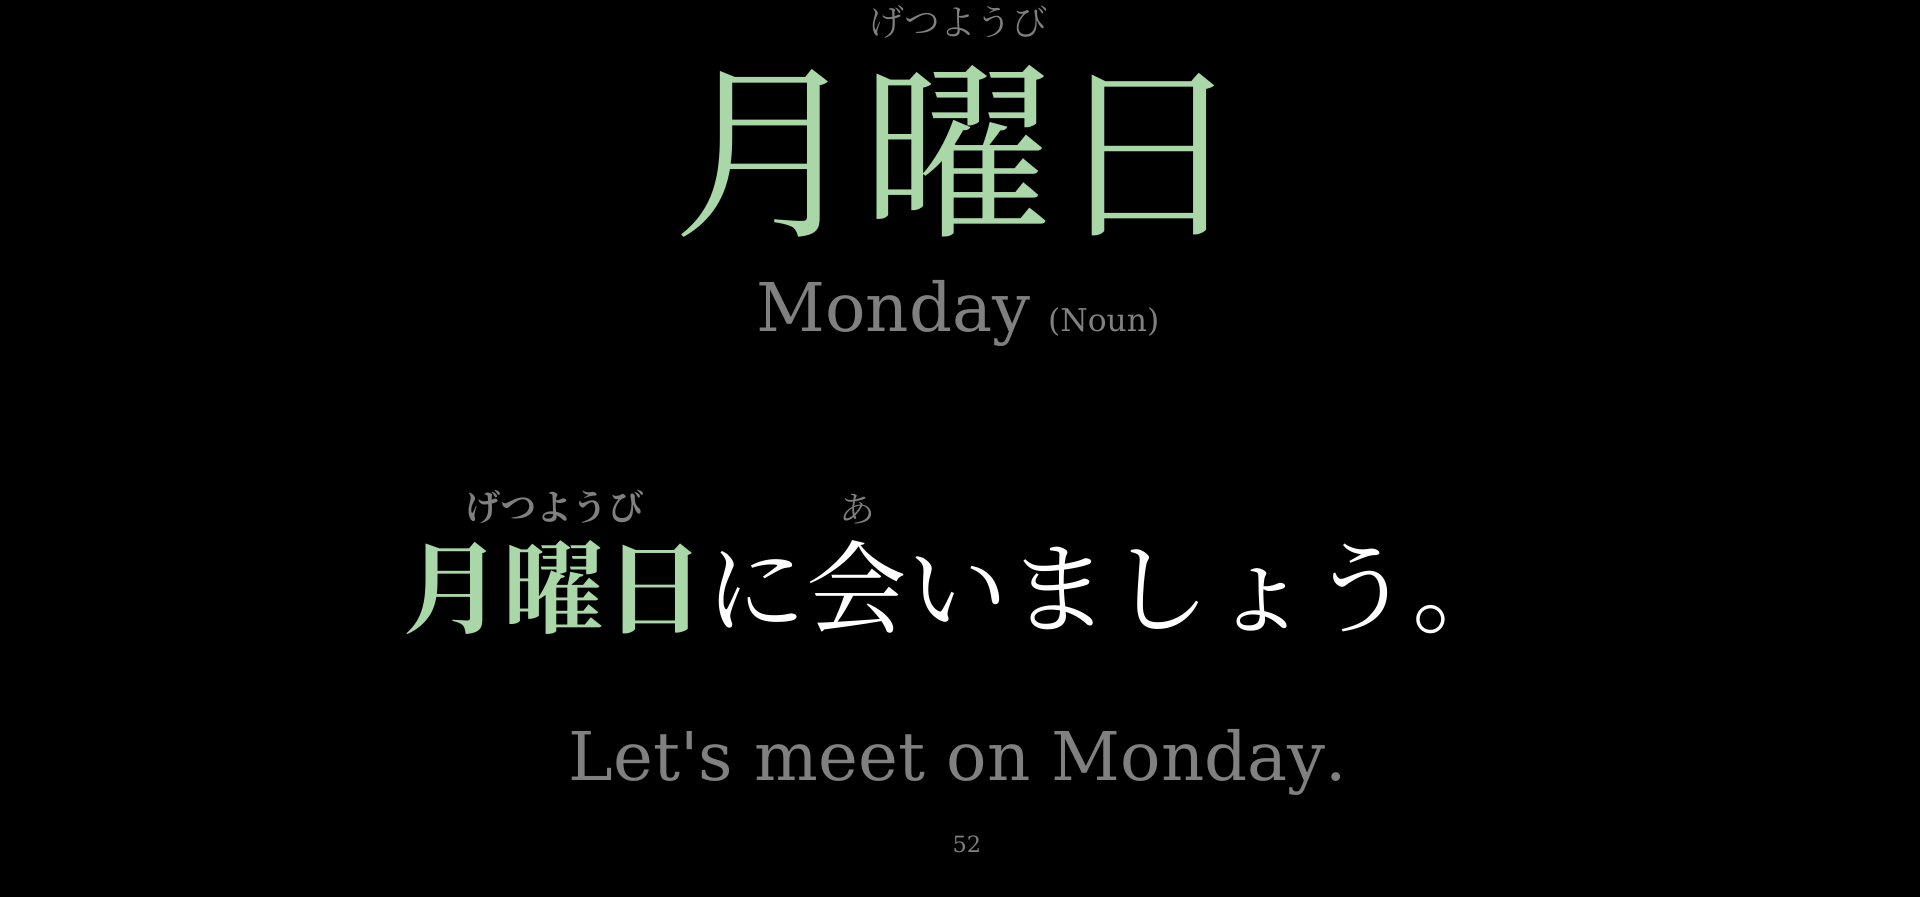 げつようび
月曜日
Monday (Noun)
げつようび あ
月曜日に会いましょう。
Let's meet on Monday.
52